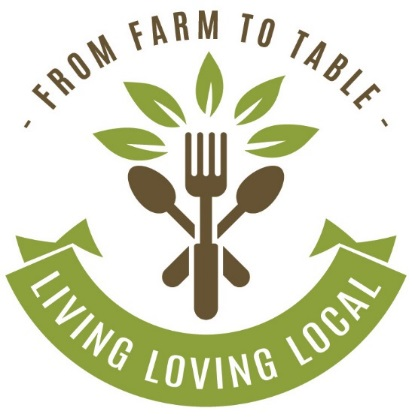 - FROM FARM TO TABLE -
LIVING LOVING LOCAL